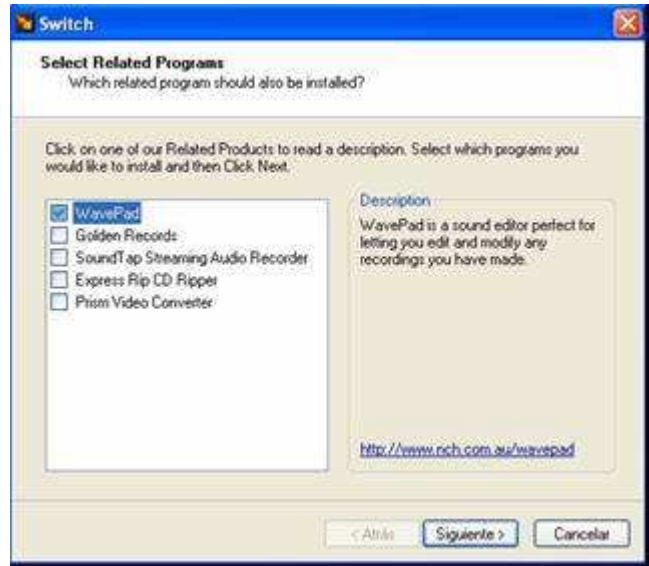 Switch
Select Related Programs
Which related program should also be installed?
Click on one of our Related Products to read a description. Select which programs you
would like to install and then Click Next.
WavePad
Golden Records
SoundTap Streaming Audio Recorder
Express Rip CD Ripper
Prism Video Converter
Description
WavePad is a sound editor perfect for
letting you edit and modify any
recordings you have made.
http://www.nch.com.au/wavepad
< Atrás
Siguiente >
Cancelar